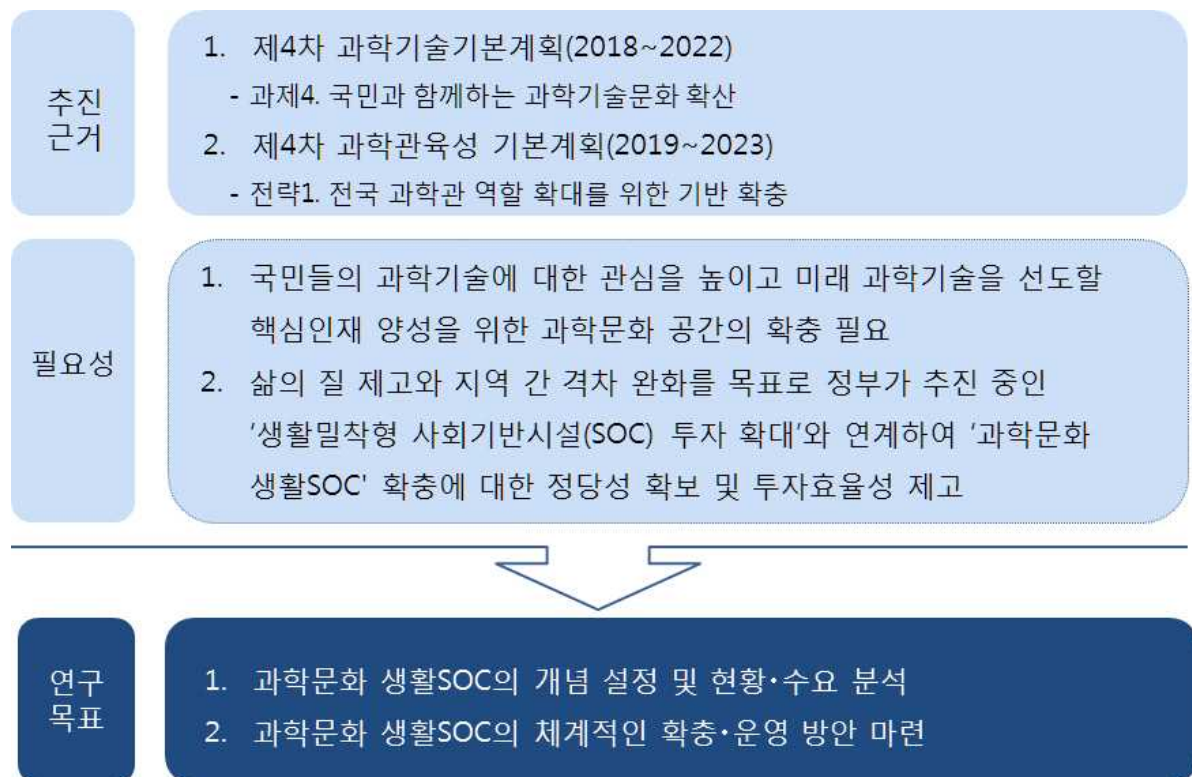 추진
근거
1. 제4차 과학기술기본계획(2018~2022)
- 과제4. 국민과 함께하는 과학기술문화 확산
2. 제4차 과학관육성 기본계획(2019~2023)
- 전략1. 전국 과학관 역할 확대를 위한 기반 확충
필요성
1. 국민들의 과학기술에 대한 관심을 높이고 미래 과학기술을 선도할
핵심인재 양성을 위한 과학문화 공간의 확충 필요
2. 삶의 질 제고와 지역 간 격차 완화를 목표로 정부가 추진 중인
'생활밀착형 사회기반시설(SOC) 투자 확대'와 연계하여 '과학문화
생활SOC' 확충에 대한 정당성 확보 및 투자효율성 제고
연구
목표
1. 과학문화 생활SOC의 개념 설정 및 현황·수요 분석
2. 과학문화 생활SOC의 체계적인 확충·운영 방안 마련